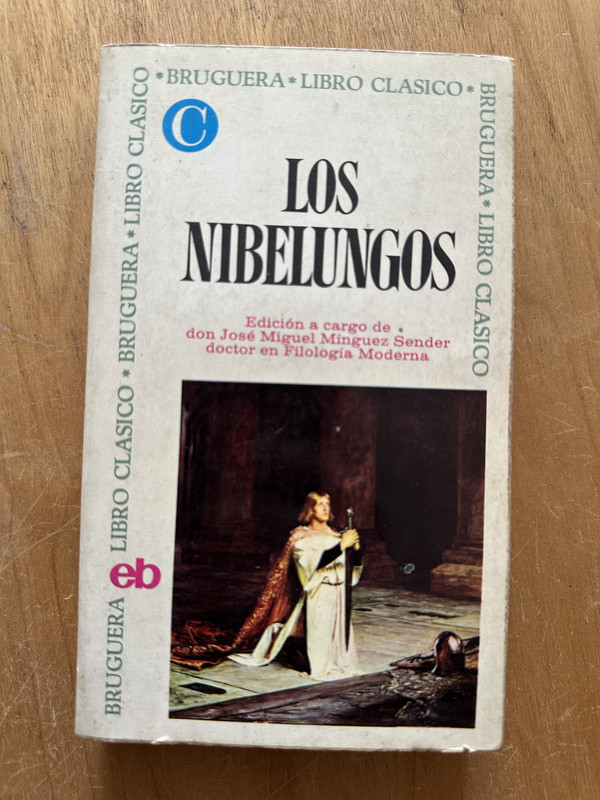 *BRUGUERA*LIBRO CLASICO*
BRUGUERA*LIBRO CLASICO
BRUGUERA LIBRO CLASICO*BRUGUERA*LIBRO CLASICO
C
LOS
NIBELUNGOS
Edición a cargo de
don José Miguel Mínguez Sender
doctor en Filología Moderna
eb